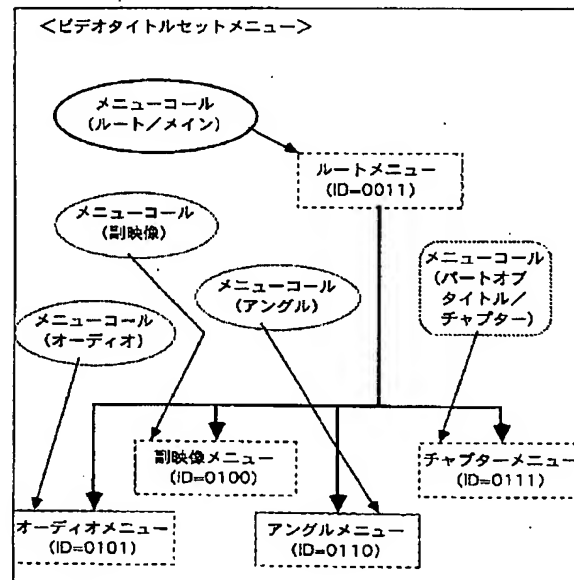 <ビデオタイトルセットメニュー>
メニューコール
(ルート/メイン)
ルートメニュー
(ID=0011)
メニューコール
(副映像)
メニューコール
(アングル)
メニューコール
(パートオブ
タイトル/
チャプター)
メニューコール
(オーディオ)
副映像メニュー
(ID=0100)
チャプターメニュー
(ID=0111)
オーディオメニュー
(ID=0101)
アングルメニュー
(ID=0110)